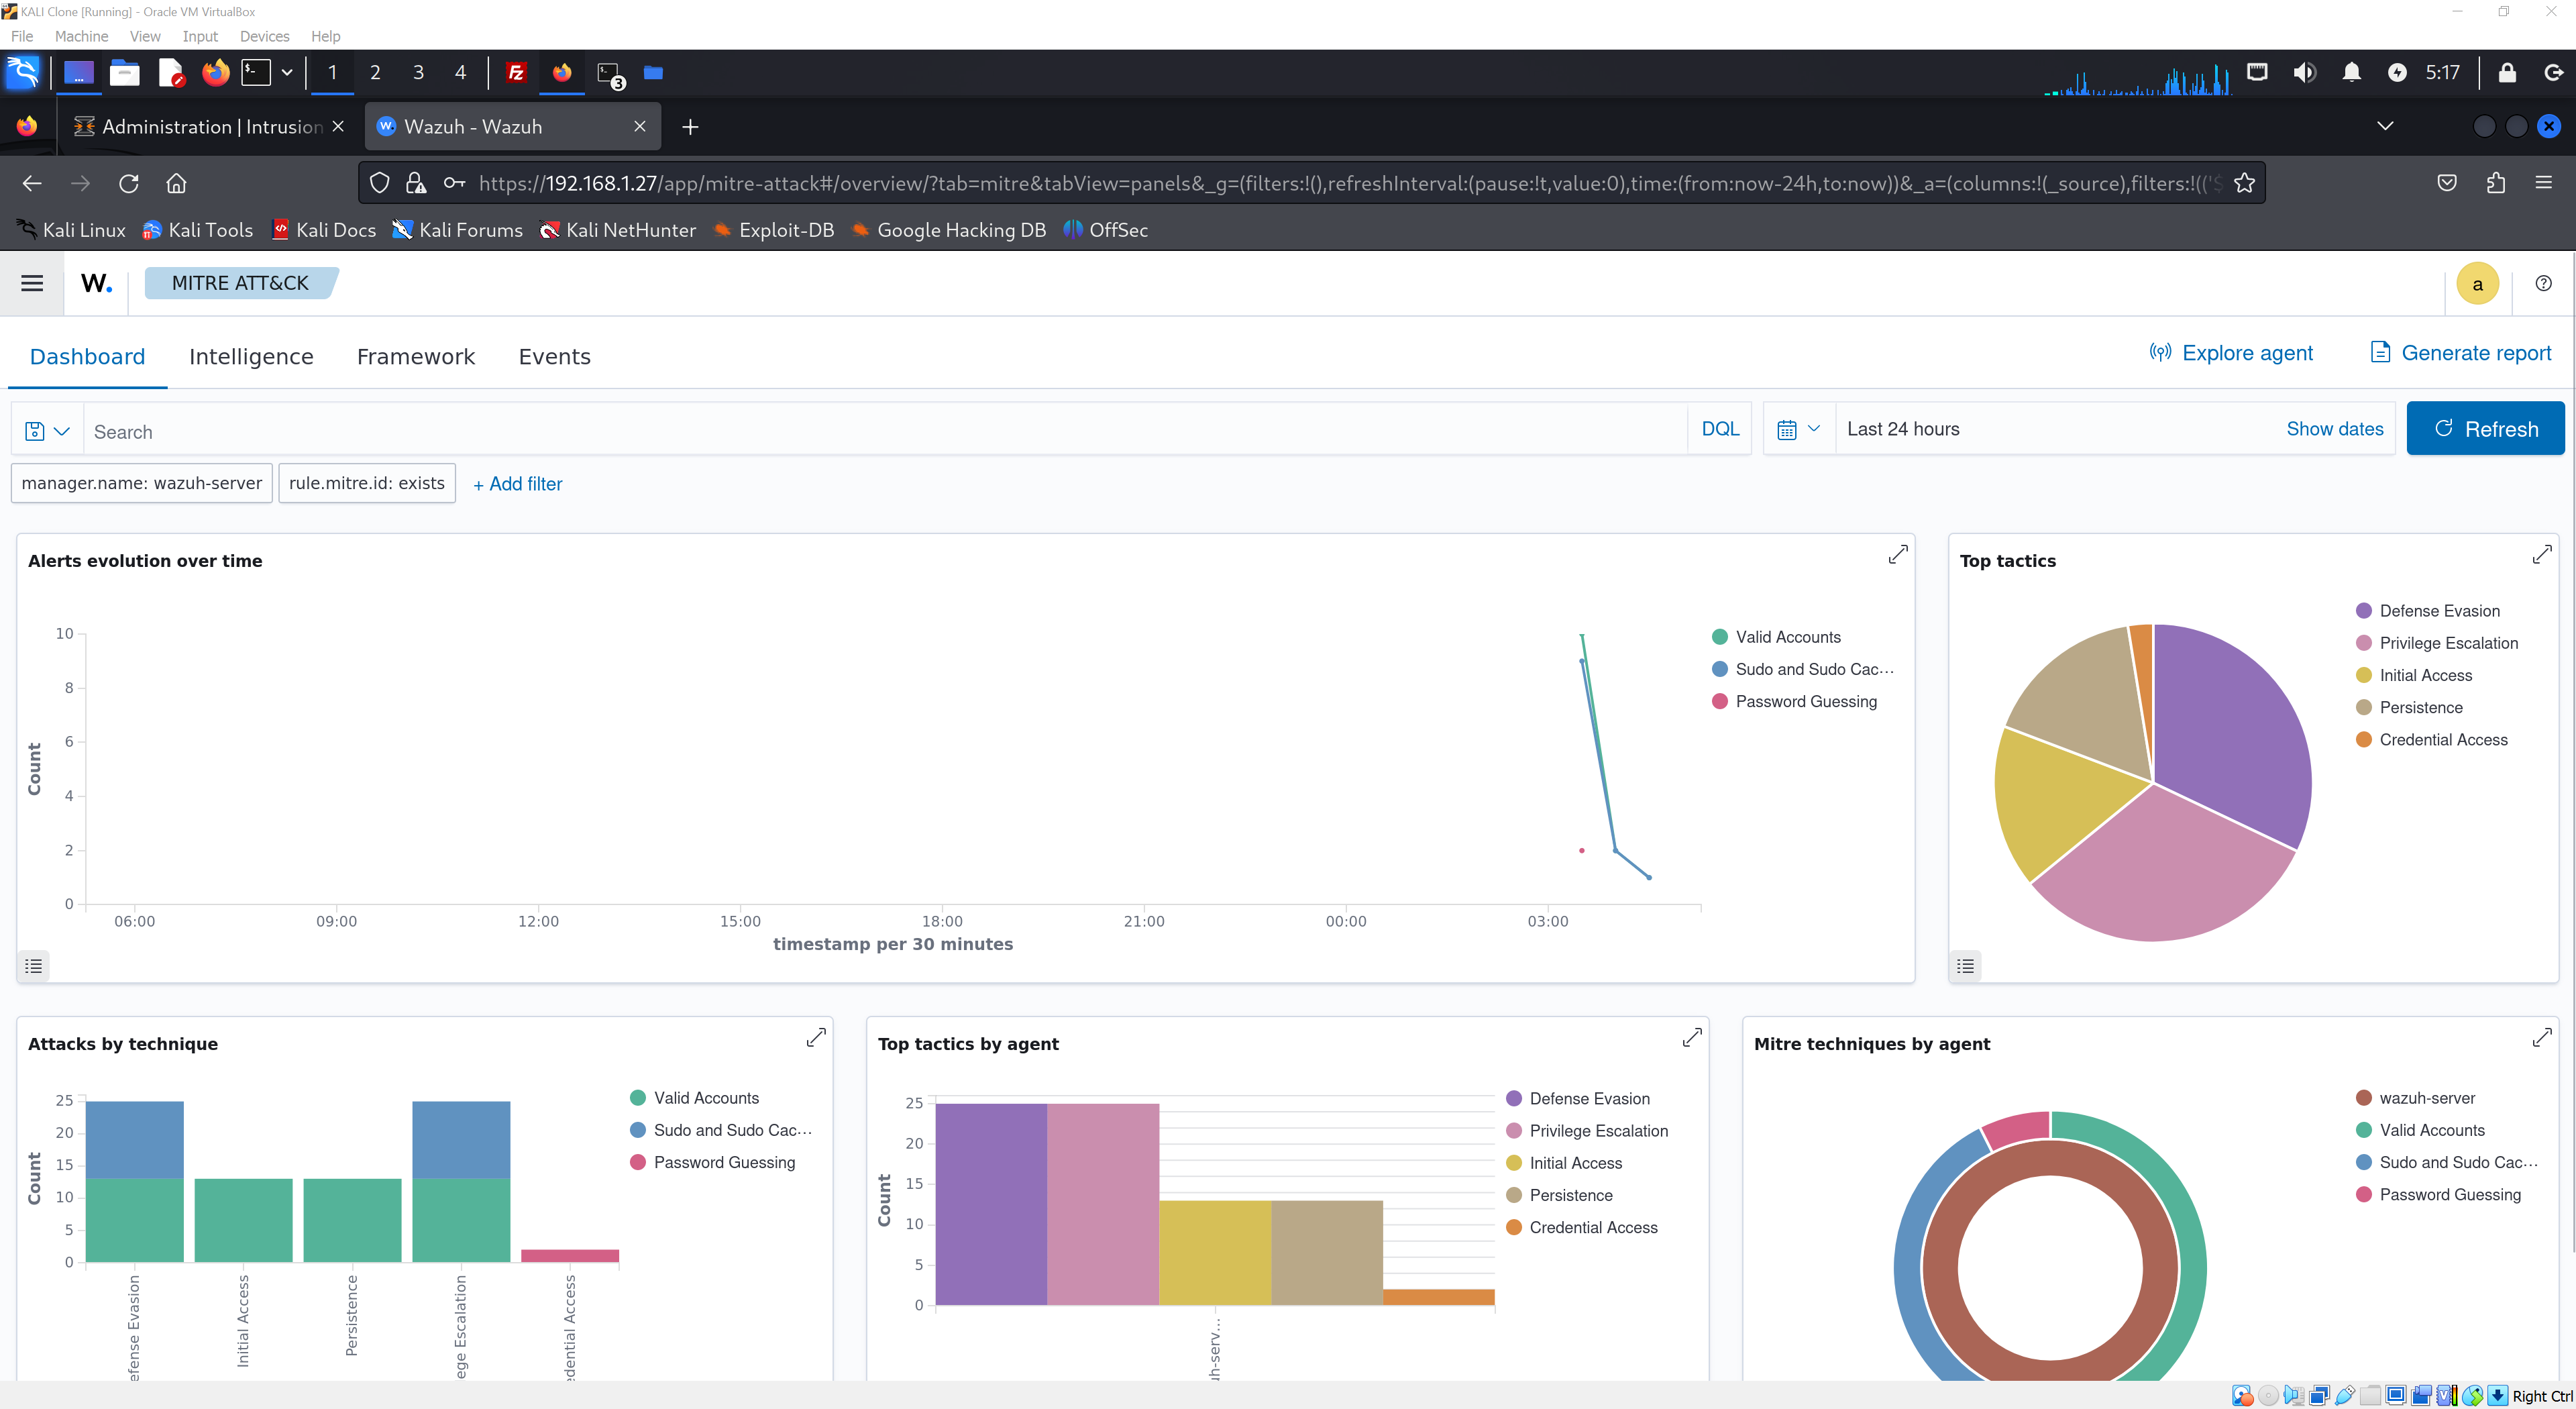 KALI Clone [Running] - Oracle VM VirtualBox
File Machine View Input Devices Help
1 2 3 4 3 5:17
Administration | Intrusion
Wazuh - Wazuh
https://192.168.1.27/app/mitre-attack#/overview/?tab=mitre&tabView=panels&_g=(filters:!(),refreshInterval:(pause:!t,value:0),time:(from:now-24h,to:now))&_a=(columns:!(_source),filters:!(('$
Kali Linux Kali Tools Kali Docs Kali Forums Kali NetHunter Exploit-DB Google Hacking DB OffSec
W. MITRE ATT&CK a
Dashboard Intelligence Framework Events Explore agent Generate report
Search DQL Last 24 hours Show dates Refresh
manager.name: wazuh-server rule.mitre.id: exists + Add filter
Alerts evolution over time
10
8
6
4
2
0
Count
06:00 09:00 12:00 15:00 18:00 21:00 00:00 03:00
timestamp per 30 minutes
Valid Accounts
Sudo and Sudo Cac...
Password Guessing
Top tactics
Defense Evasion
Privilege Escalation
Initial Access
Persistence
Credential Access
Attacks by technique
25
20
15
10
5
0
Count
efense Evasion
Initial Access
Persistence
ege Escalation
edential Access
Valid Accounts
Sudo and Sudo Cac...
Password Guessing
Top tactics by agent
25
20
15
10
5
0
Count
uh-serv...
Defense Evasion
Privilege Escalation
Initial Access
Persistence
Credential Access
Mitre techniques by agent
wazuh-server
Valid Accounts
Sudo and Sudo Cac...
Password Guessing
Right Ctrl